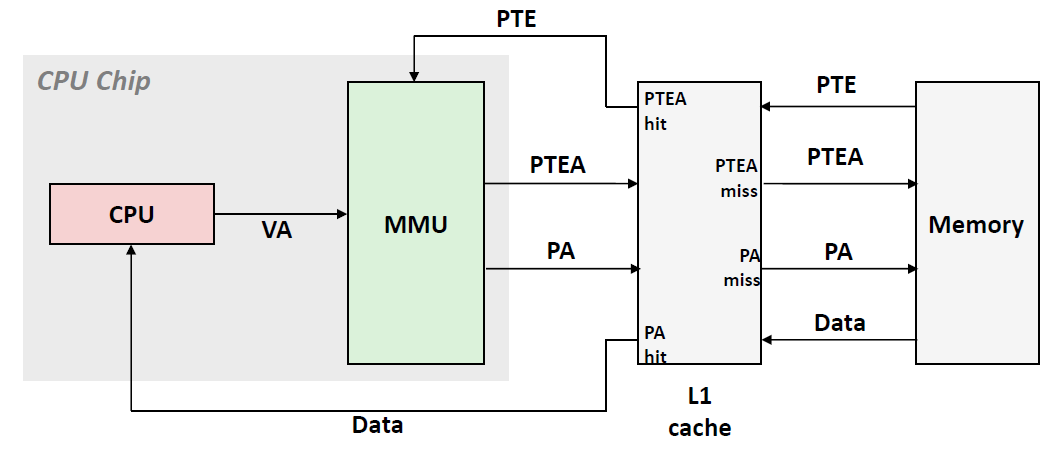 PTE
CPU Chip
PTEA
hit
PTE
PTEA
PTEA
miss
PTEA
CPU
VA
MMU
Memory
PA
PA
miss
PA
PA
hit
Data
Data
L1
cache